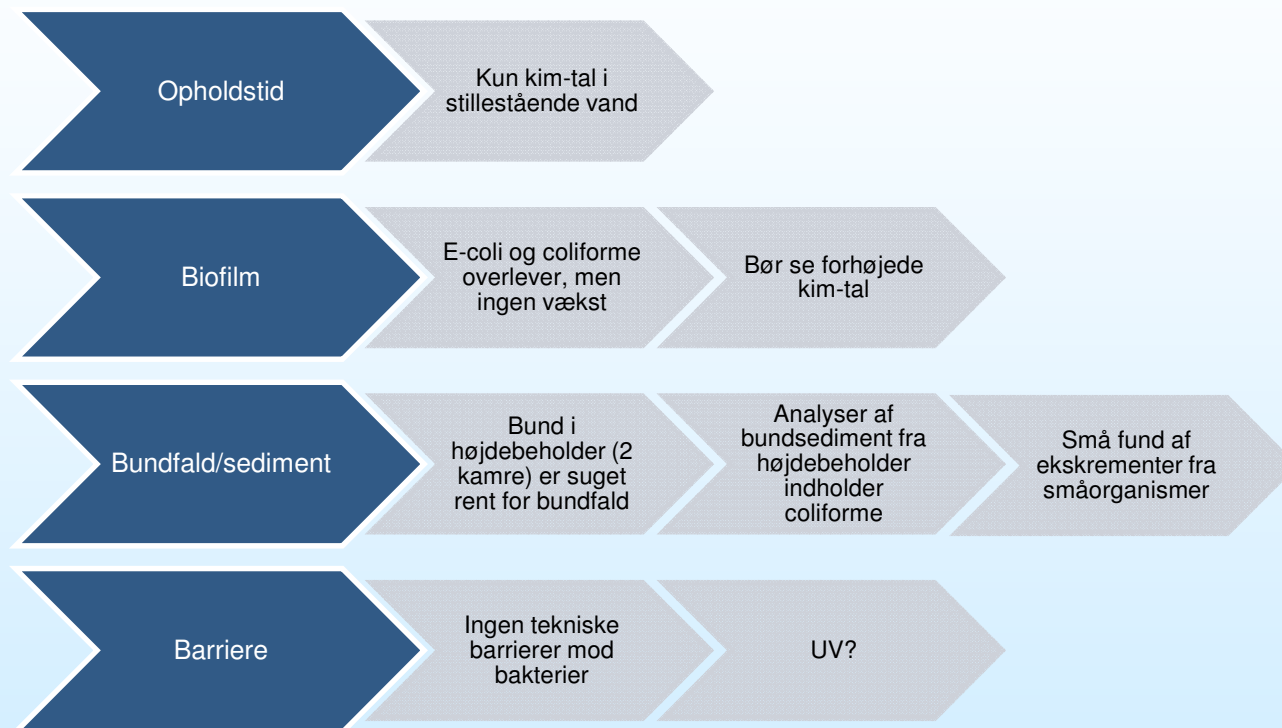 Opholdstid
Kun kim-tal i
stillestående vand
Biofilm
E-coli og coliforme
overlever, men
ingen vækst
Bør se forhøjede
kim-tal
Bundfald/sediment
Bund i
højdebeholder (2
kamre) er suget
rent for bundfald
Analyser af
bundsediment fra
højdebeholder
indholder
coliforme
Små fund af
ekskrementer fra
småorganismer
Barriere
Ingen tekniske
barrierer mod
bakterier
UV?